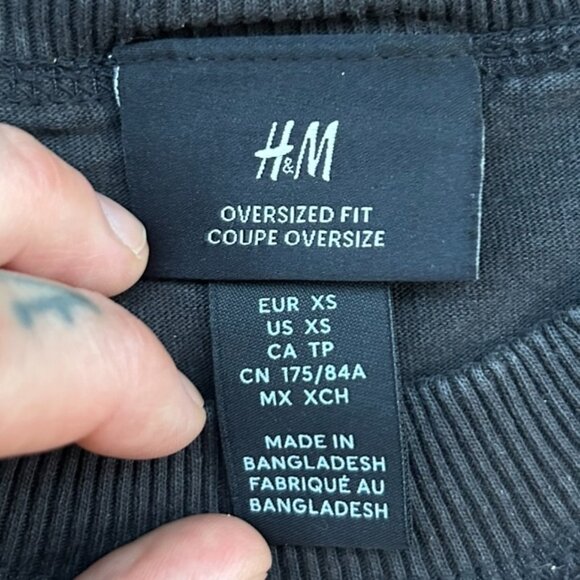 H&M
OVERSIZED FIT
COUPE OVERSIZE
EUR XS
US XS
CA TP
CN 175/84A
MX XCH
MADE IN
BANGLADESH
FABRIQUÉ AU
BANGLADESH